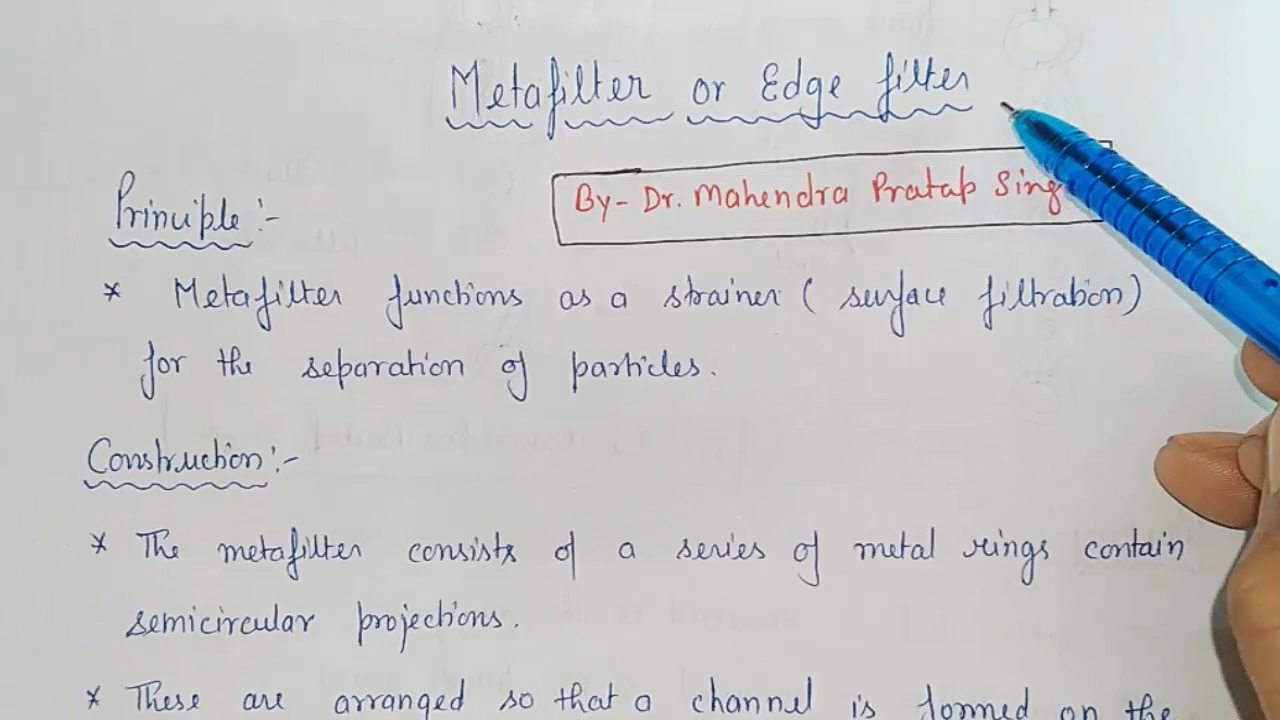 Metafilter or Edge filter
By- Dr. Mahendra Pratap Sing
Principle :-
* Metafilter functions as a strainer ( surface filtration)
for the separation of particles.
Construction :-
* The metafilter consists of a series of metal rings contain
semicircular projections.
* These are arranged so that a channel is formed on the